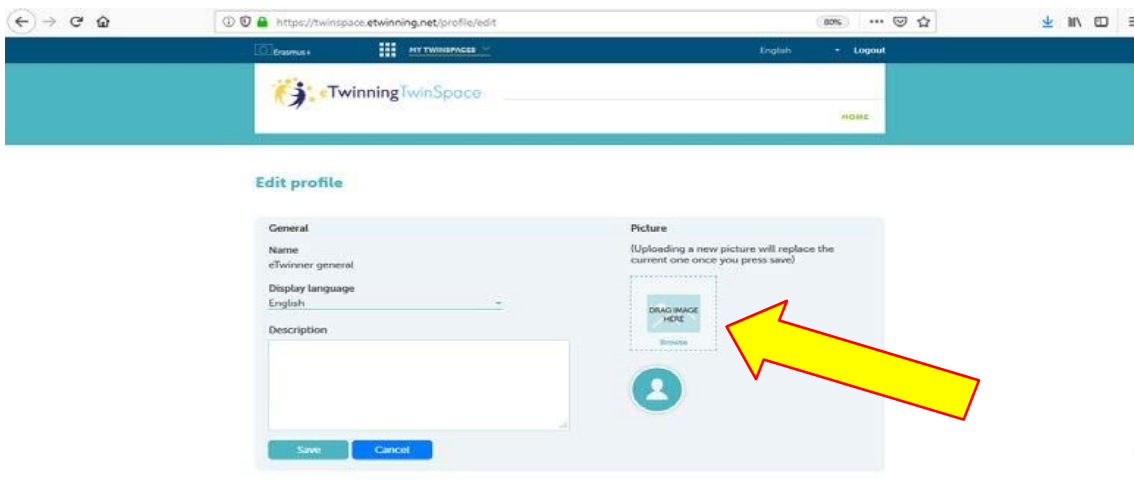 https://twinspace.etwinning.net/profile/edit
80%
Erasmus+
MY TWINSPACES
English
Logout
eTwinningTwinSpace
HOME
Edit profile
General
Name
eTwinner general
Display language
English
Description
Save
Cancel
Picture
(Uploading a new picture will replace the
current one once you press save)
DRAG IMAGE
HERE
Browse